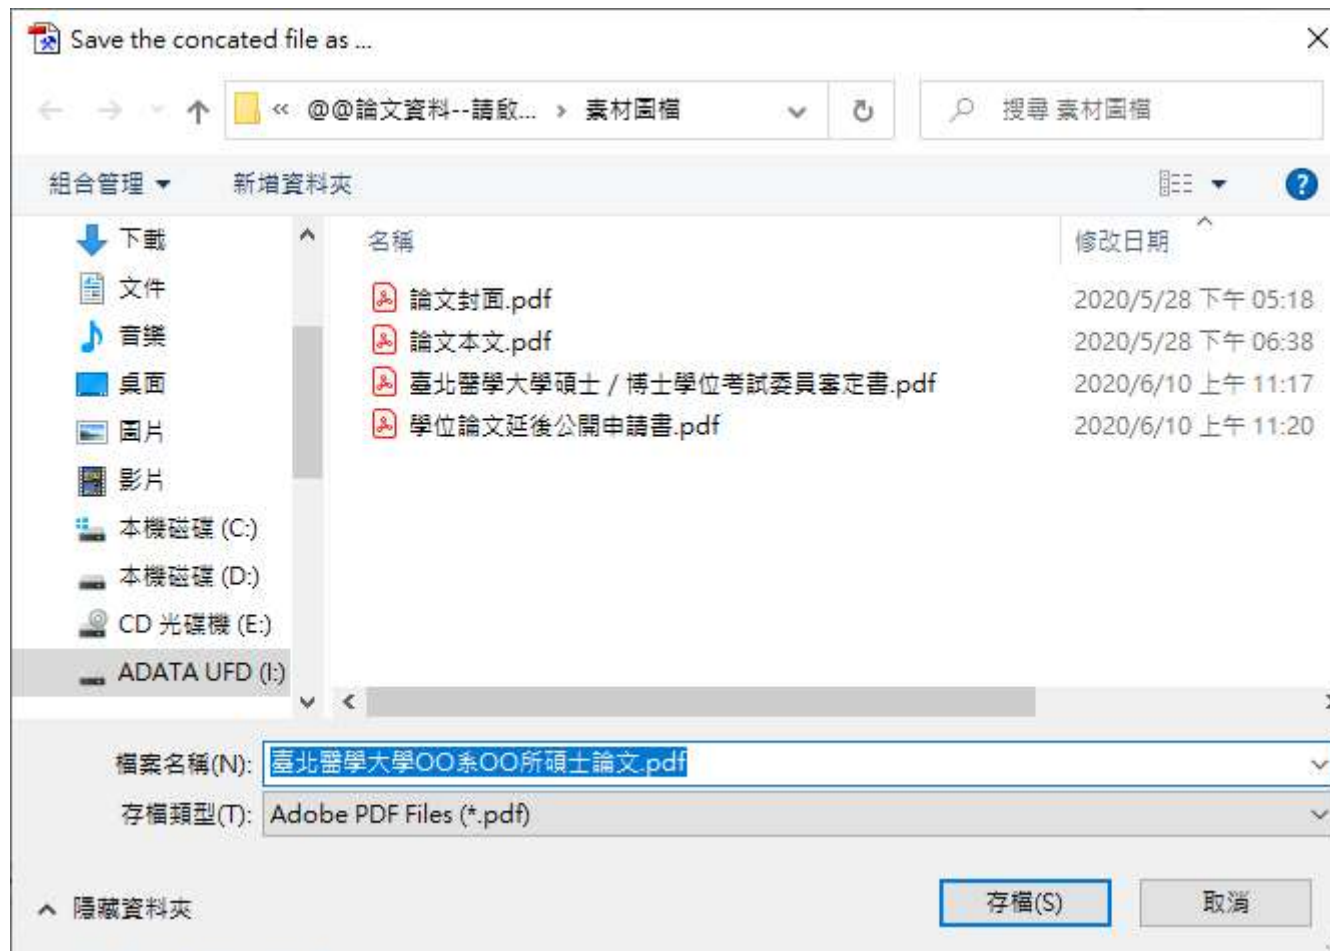 Save the concated file as ...
« @@論文資料--請啟... › 素材圖檔
搜尋 素材圖檔
組合管理 新增資料夾
名稱 修改日期
下載
文件
音樂
桌面
圖片
影片
本機磁碟 (C:)
本機磁碟 (D:)
CD 光碟機 (E:)
ADATA UFD (I:)
論文封面.pdf 2020/5/28 下午 05:18
論文本文.pdf 2020/5/28 下午 06:38
臺北醫學大學碩士 / 博士學位考試委員審定書.pdf 2020/6/10 上午 11:17
學位論文延後公開申請書.pdf 2020/6/10 上午 11:20
檔案名稱(N): 臺北醫學大學OO系OO所碩士論文.pdf
存檔類型(T): Adobe PDF Files (*.pdf)
隱藏資料夾
存檔(S) 取消